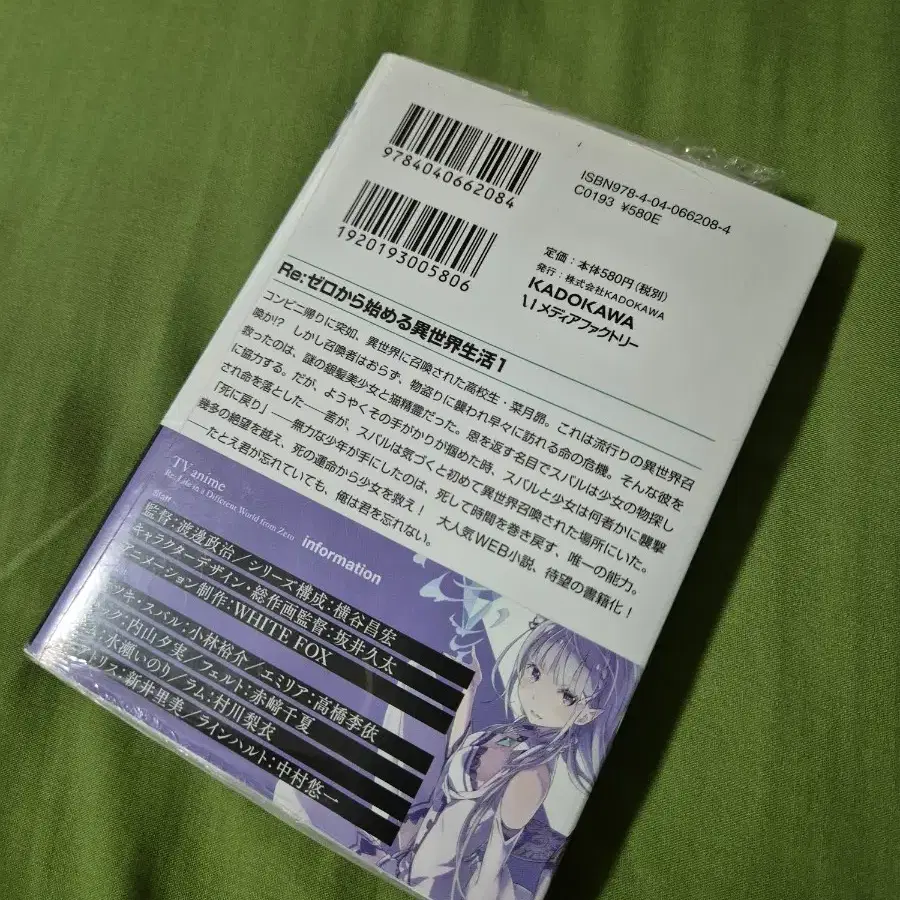 9784040662084
1920193005806
ISBN978-4-04-066208-4
C0193 ¥580E
定価：本体580円（税別）
発行：株式会社KADOKAWA
KADOKAWA
メディアファクトリー
Re:ゼロから始める異世界生活1
コンビニ帰りに突如、異世界に召喚された高校生・菜月昴。これは流行りの異世界召
喚か!?　しかし召喚者はおらず、物盗りに襲われ早々に訪れる命の危機。そんな彼を
救ったのは、謎の銀髪美少女と猫精霊だった。恩を返す名目でスバルは少女の物探し
に協力する。だが、ようやくその手がかりが掴めた時、スバルと少女は何者かに襲撃
され命を落とした――筈が、スバルは気づくと初めて異世界召喚された場所にいた。
「死に戻り」――無力な少年が手にしたのは、死して時間を巻き戻す、唯一の能力。
幾多の絶望を越え、死の運命から少女を救え！　大人気WEB小説、待望の書籍化！
――たとえ君が忘れていても、俺は君を忘れない。
TV anime
Re: Life in a Different World from Zero
information
Staff
監督：渡邊政治／シリーズ構成：横谷昌宏
キャラクターデザイン・総作画監督：坂井久太
アニメーション制作：WHITE FOX
ツキ・スバル：小林裕介／エミリア：高橋李依
ック：内山夕実／フェルト：赤﨑千夏
水瀬いのり／ラム：村川梨衣
トリス：新井里美／ラインハルト：中村悠一